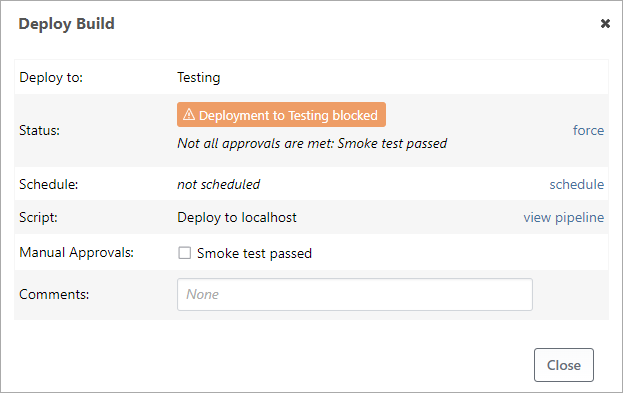 Deploy Build
Deploy to: Testing
⚠ Deployment to Testing blocked
Status: force
Not all approvals are met: Smoke test passed
Schedule: not scheduled schedule
Script: Deploy to localhost view pipeline
Manual Approvals: Smoke test passed
Comments: None
Close